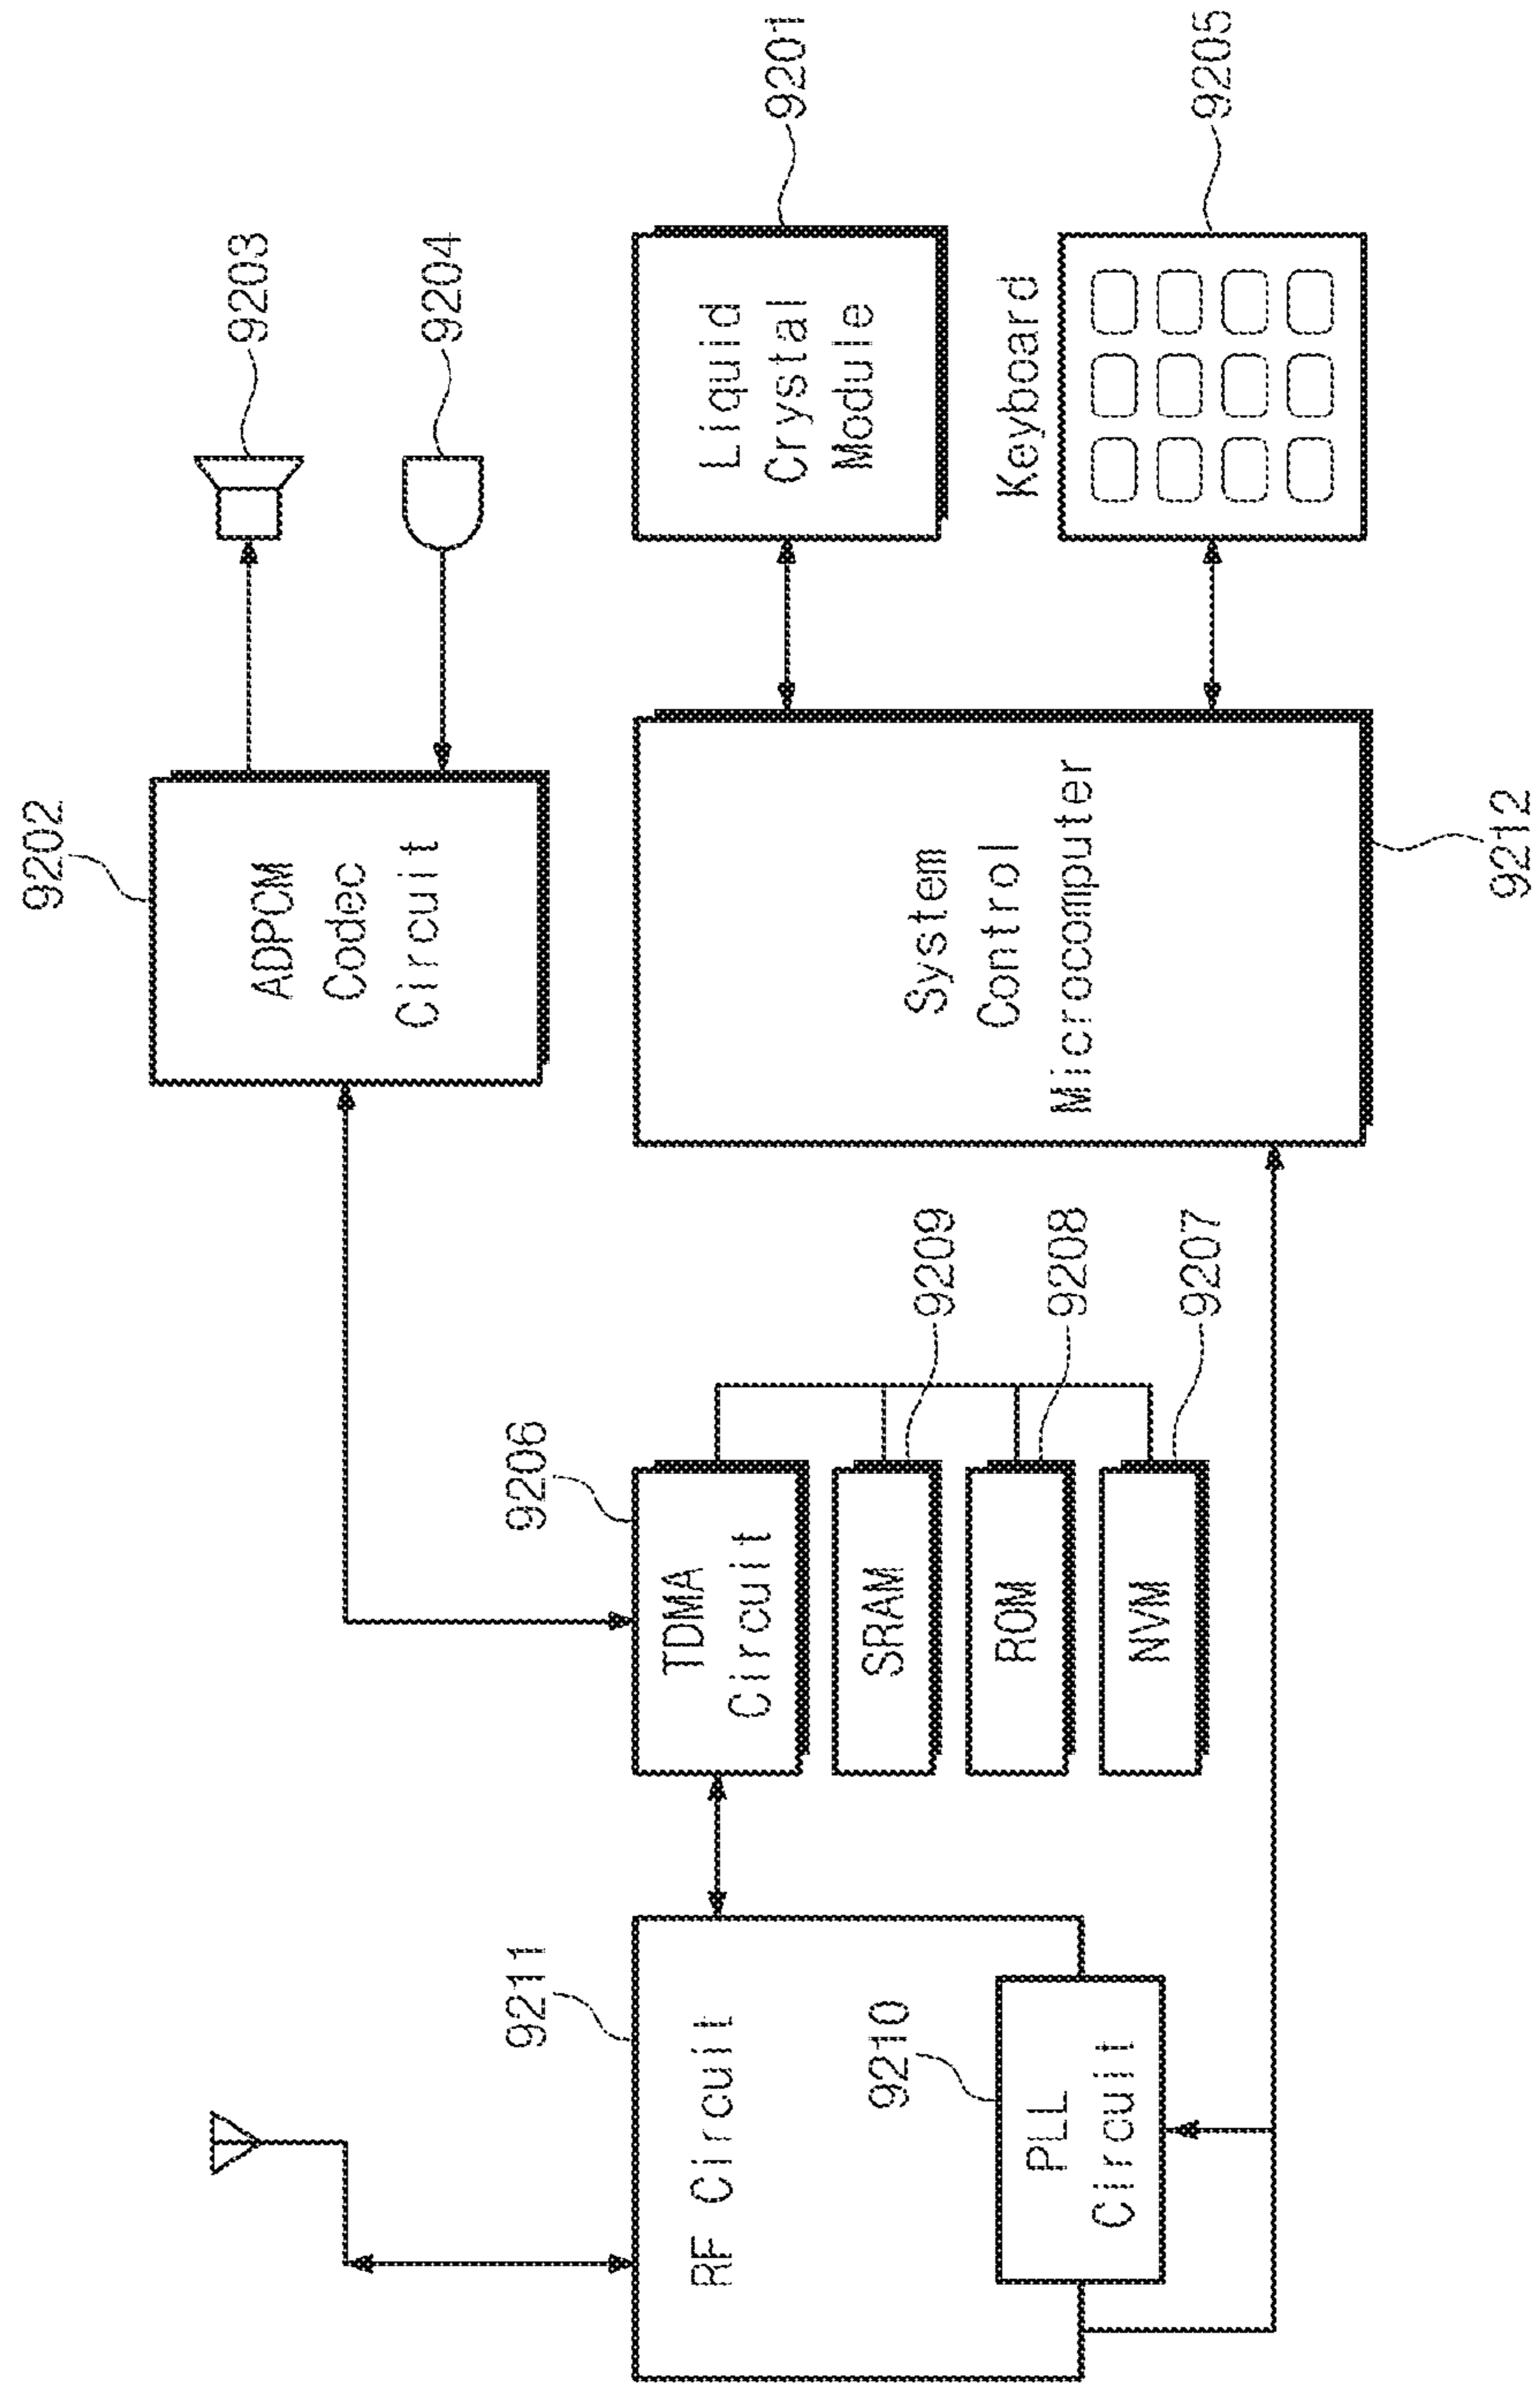 9202
ADPCM
Codec
Circuit
9203
9204
9211
RF Circuit
9210
PLL
Circuit
9206
TDMA
Circuit
SRAM
9209
ROM
9208
NVM
9207
System
Control
Microcomputer
9212
Liquid
Crystal
Module
9201
Keyboard
9205